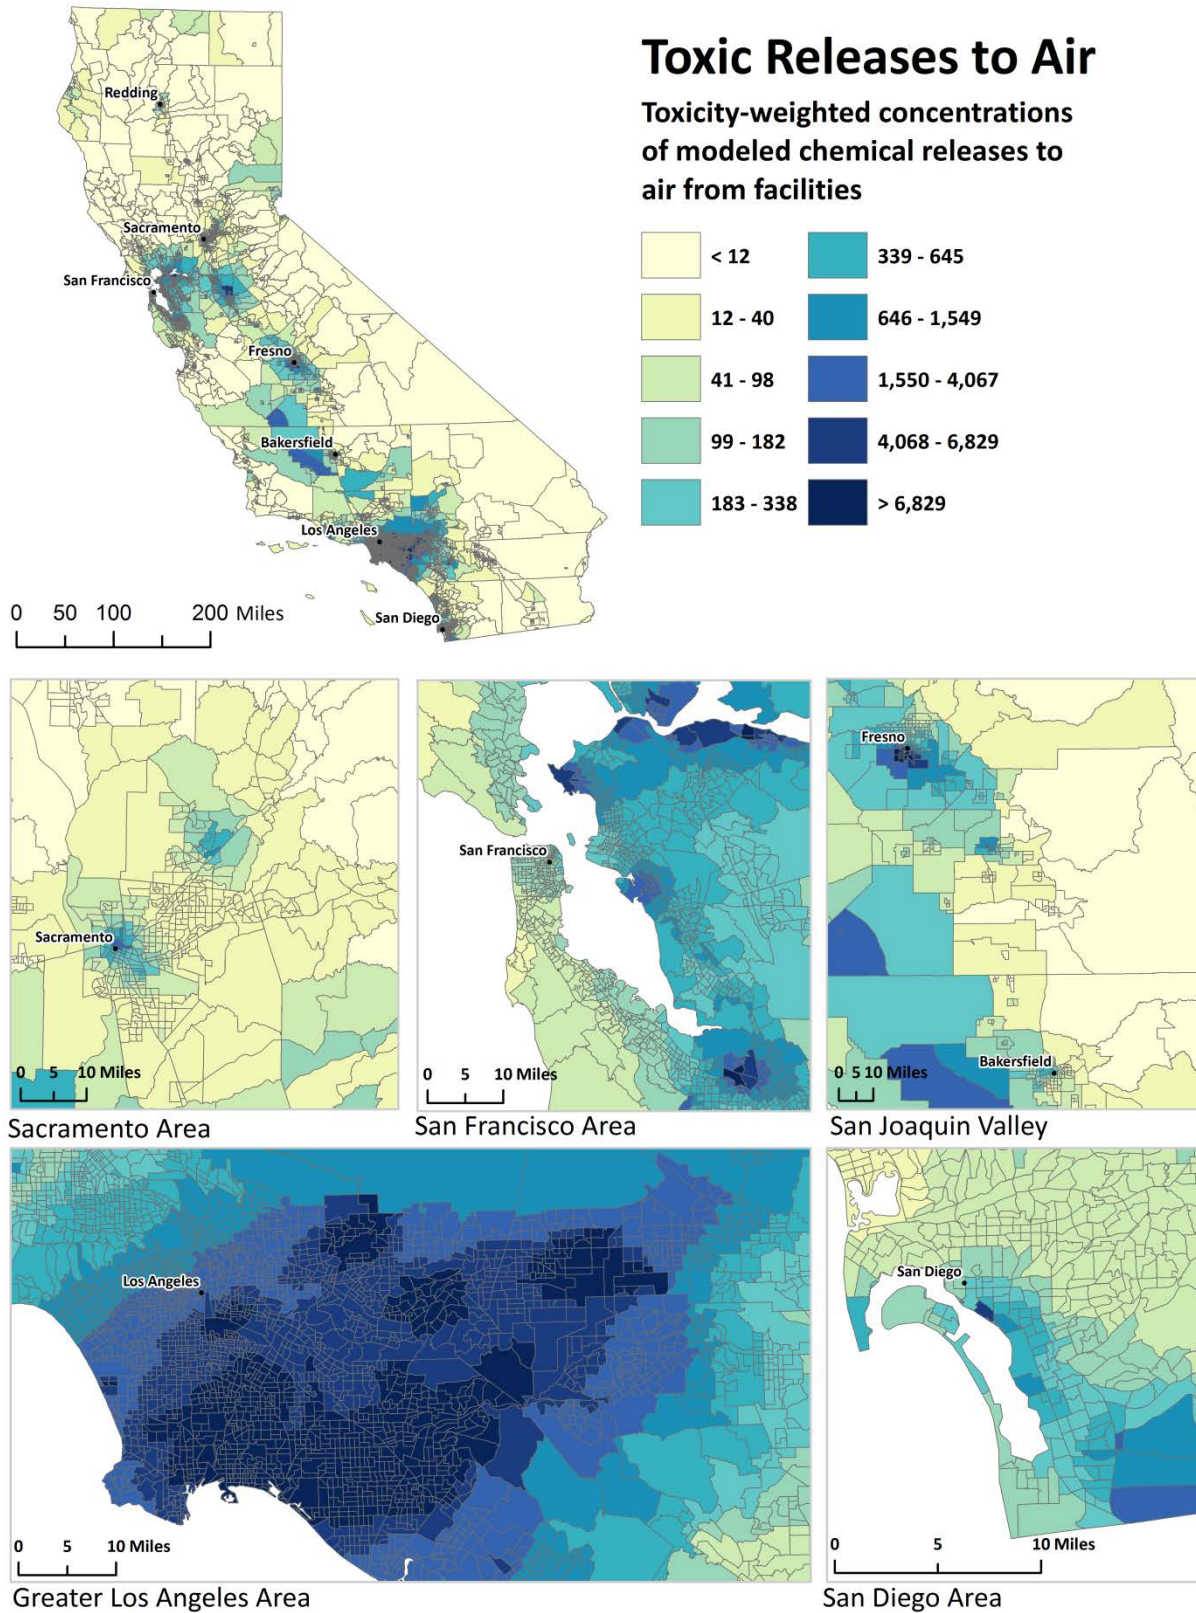 Toxic Releases to Air
Toxicity-weighted concentrations
of modeled chemical releases to
air from facilities
< 12
12 - 40
41 - 98
99 - 182
183 - 338
339 - 645
646 - 1,549
1,550 - 4,067
4,068 - 6,829
> 6,829
Redding
Sacramento
San Francisco
Fresno
Bakersfield
Los Angeles
San Diego
0 50 100 200 Miles
Sacramento
0 5 10 Miles
Sacramento Area
San Francisco
0 5 10 Miles
San Francisco Area
Fresno
Bakersfield
0 5 10 Miles
San Joaquin Valley
Los Angeles
0 5 10 Miles
Greater Los Angeles Area
San Diego
0 5 10 Miles
San Diego Area